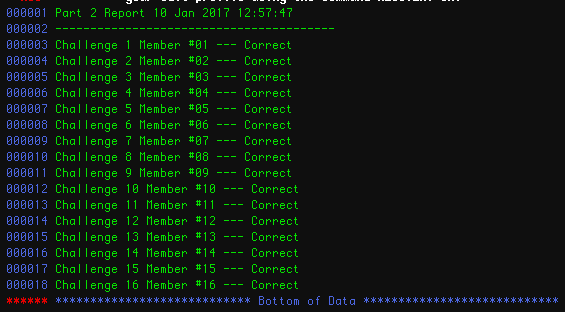 000001 Part 2 Report 10 Jan 2017 12:57:47
000002 ----------------------------------------
000003 Challenge 1 Member #01 --- Correct
000004 Challenge 2 Member #02 --- Correct
000005 Challenge 3 Member #03 --- Correct
000006 Challenge 4 Member #04 --- Correct
000007 Challenge 5 Member #05 --- Correct
000008 Challenge 6 Member #06 --- Correct
000009 Challenge 7 Member #07 --- Correct
000010 Challenge 8 Member #08 --- Correct
000011 Challenge 9 Member #09 --- Correct
000012 Challenge 10 Member #10 --- Correct
000013 Challenge 11 Member #11 --- Correct
000014 Challenge 12 Member #12 --- Correct
000015 Challenge 13 Member #13 --- Correct
000016 Challenge 14 Member #14 --- Correct
000017 Challenge 15 Member #15 --- Correct
000018 Challenge 16 Member #16 --- Correct
****** **************************** Bottom of Data ****************************